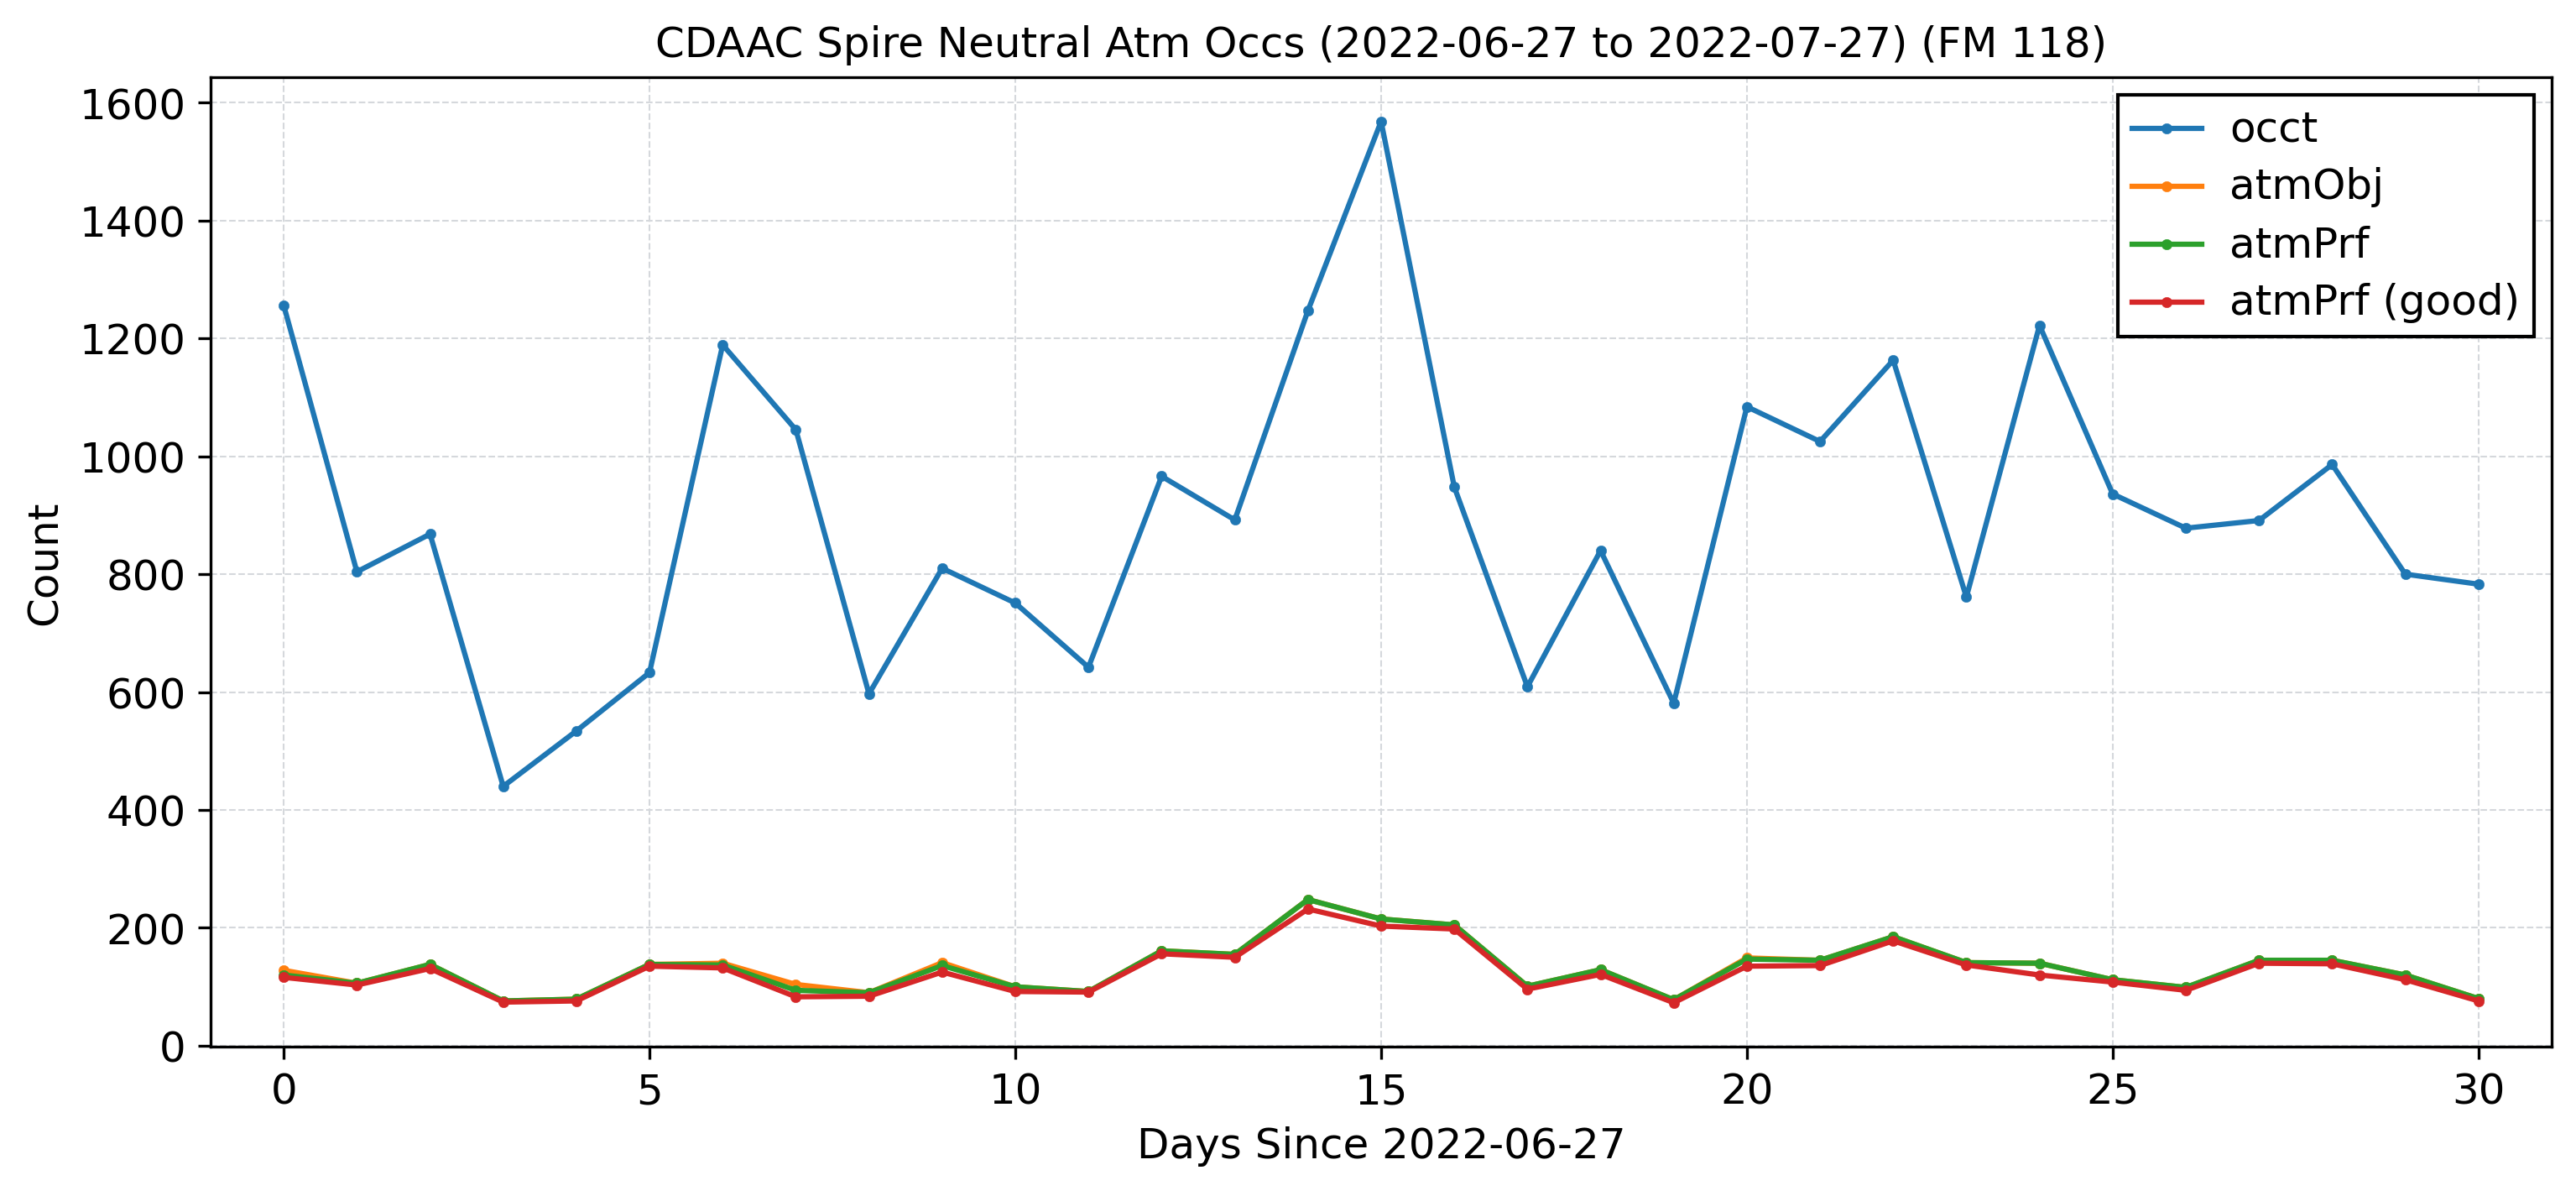 CDAAC Spire Neutral Atm Occs (2022-06-27 to 2022-07-27) (FM 118)
1600
1400
1200
1000
800
600
400
200
0
Count
occt
atmObj
atmPrf
atmPrf (good)
0 5 10 15 20 25 30
Days Since 2022-06-27